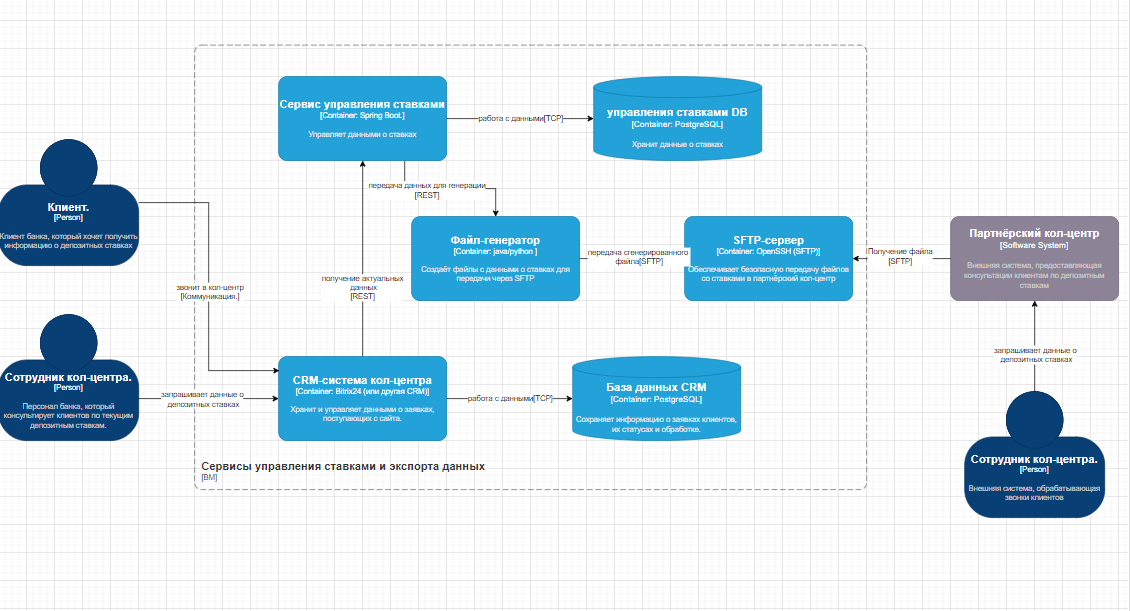 Сервис управления ставками
[Container: Spring Boot.]
Управляет данными о ставках
работа с данными[TCP]
управления ставками DB
[Container: PostgreSQL]
Хранит данные о ставках
передача данных для генерации
[REST]
Клиент.
[Person]
Клиент банка, который хочет получить
информацию о депозитных ставках
Файл-генератор
[Container: java/python ]
Создаёт файлы с данными о ставках для
передачи через SFTP
передача сгенерированного
файла[SFTP]
SFTP-сервер
[Container: OpenSSH (SFTP)]
Обеспечивает безопасную передачу файлов
со ставками в партнёрский кол-центр
Получение файла
[SFTP]
Партнёрский кол-центр
[Software System]
Внешняя система, предоставляющая
консультации клиентам по депозитным
ставкам
звонит в кол-центр
[Коммуникация.]
получение актуальных
данных
[REST]
запрашивает данные о
депозитных ставках
Сотрудник кол-центра.
[Person]
Персонал банка, который
консультирует клиентов по текущим
депозитным ставкам.
запрашивает данные о
депозитных ставках
CRM-система кол-центра
[Container: Bitrix24 (или другая CRM)]
Хранит и управляет данными о заявках,
поступающих с сайта.
работа с данными[TCP]
База данных CRM
[Container: PostgreSQL]
Сохраняет информацию о заявках клиентов,
их статусах и обработке.
Сотрудник кол-центра.
[Person]
Внешняя система, обрабатывающая
звонки клиентов
Сервисы управления ставками и экспорта данных
[ВМ]